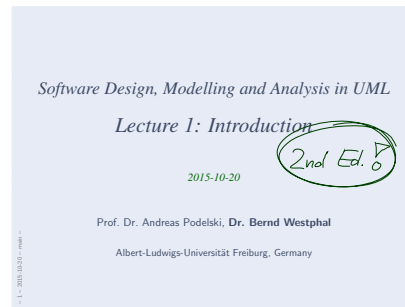 Software Design, Modelling and Analysis in UML
Lecture 1: Introduction
2nd Ed. !
2015-10-20
Prof. Dr. Andreas Podelski, Dr. Bernd Westphal
Albert-Ludwigs-Universität Freiburg, Germany
– 1 – 2015-10-20 – main –